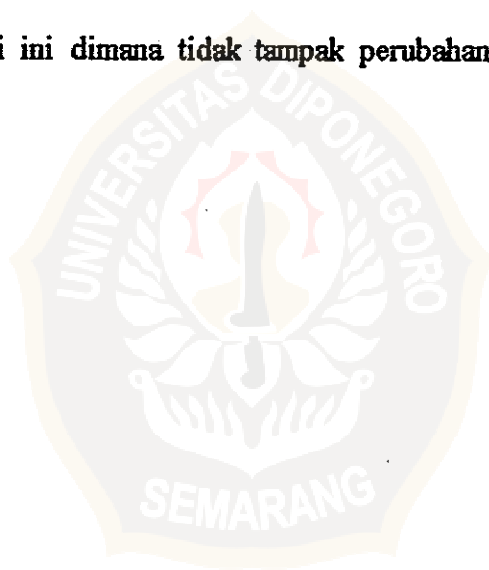 i ini dimana tidak tampak perubahan
UNIVERSITAS DIPONEGORO
SEMARANG